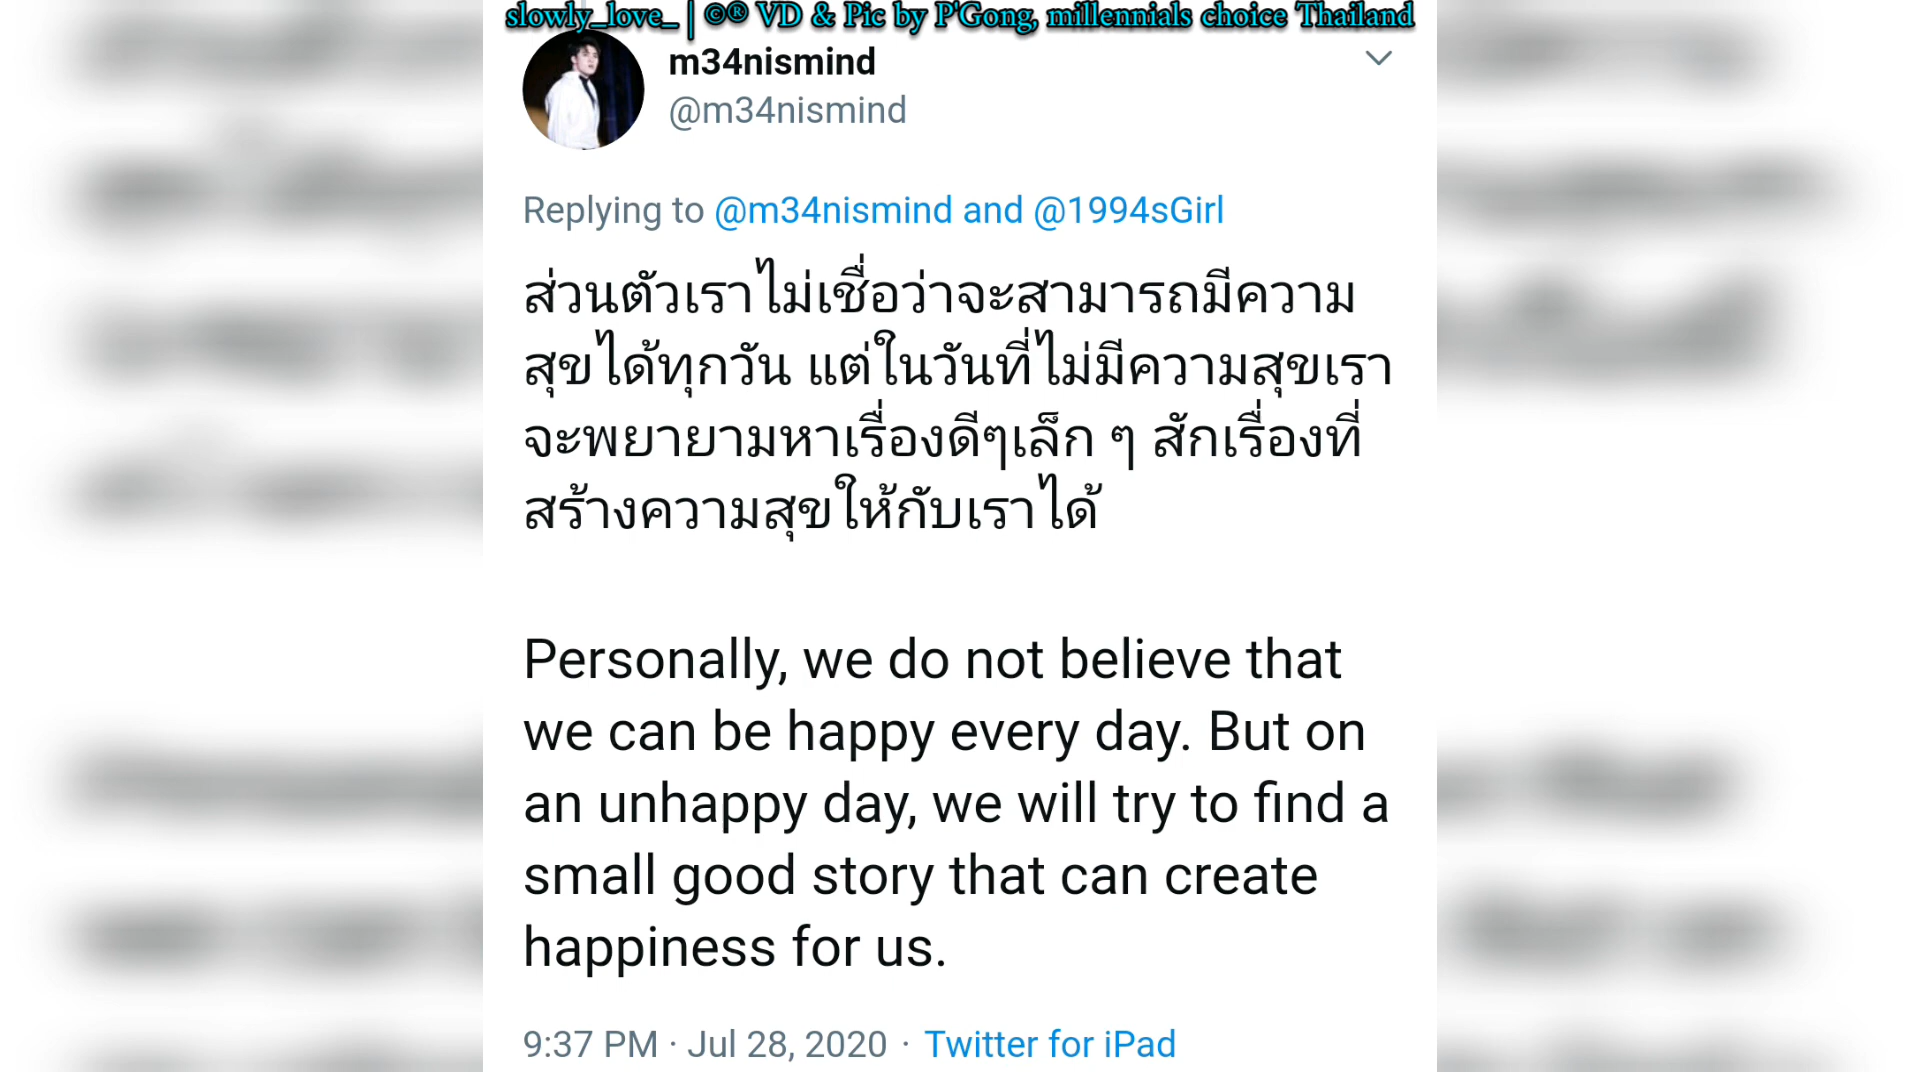 slowly_love_ | ©® VD & Pic by P'Gong, millennials choice Thailand
m34nismind
@m34nismind
Replying to @m34nismind and @1994sGirl
ส่วนตัวเราไม่เชื่อว่าจะสามารถมีความ
สุขได้ทุกวัน แต่ในวันที่ไม่มีความสุขเรา
จะพยายามหาเรื่องดีๆเล็ก ๆ สักเรื่องที่
สร้างความสุขให้กับเราได้
Personally, we do not believe that
we can be happy every day. But on
an unhappy day, we will try to find a
small good story that can create
happiness for us.
9:37 PM · Jul 28, 2020 · Twitter for iPad